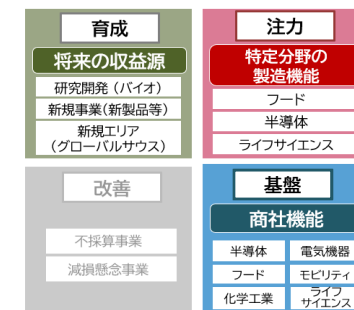 育成
将来の収益源
研究開発（バイオ）
新規事業(新製品等)
新規エリア
（グローバルサウス）
注力
特定分野の
製造機能
フード
半導体
ライフサイエンス
改善
不採算事業
減損懸念事業
基盤
商社機能
半導体
電気機器
フード
モビリティ
化学工業
ライフ
サイエンス